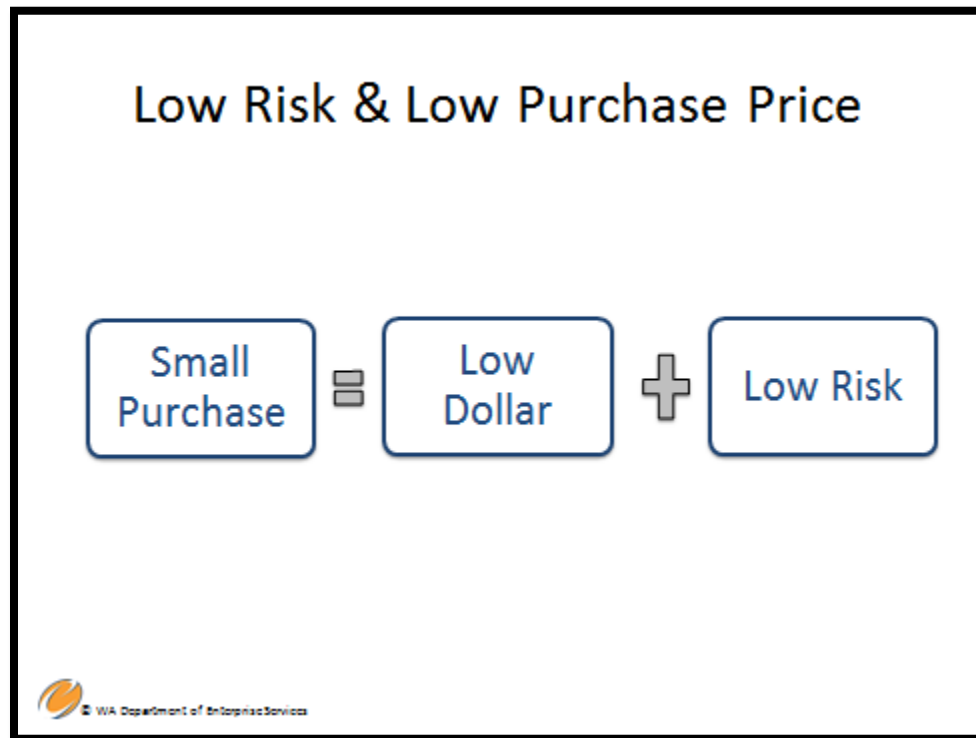 Low Risk & Low Purchase Price
Small
Purchase
Low
Dollar
Low Risk
© WA Department of Enterprise Services